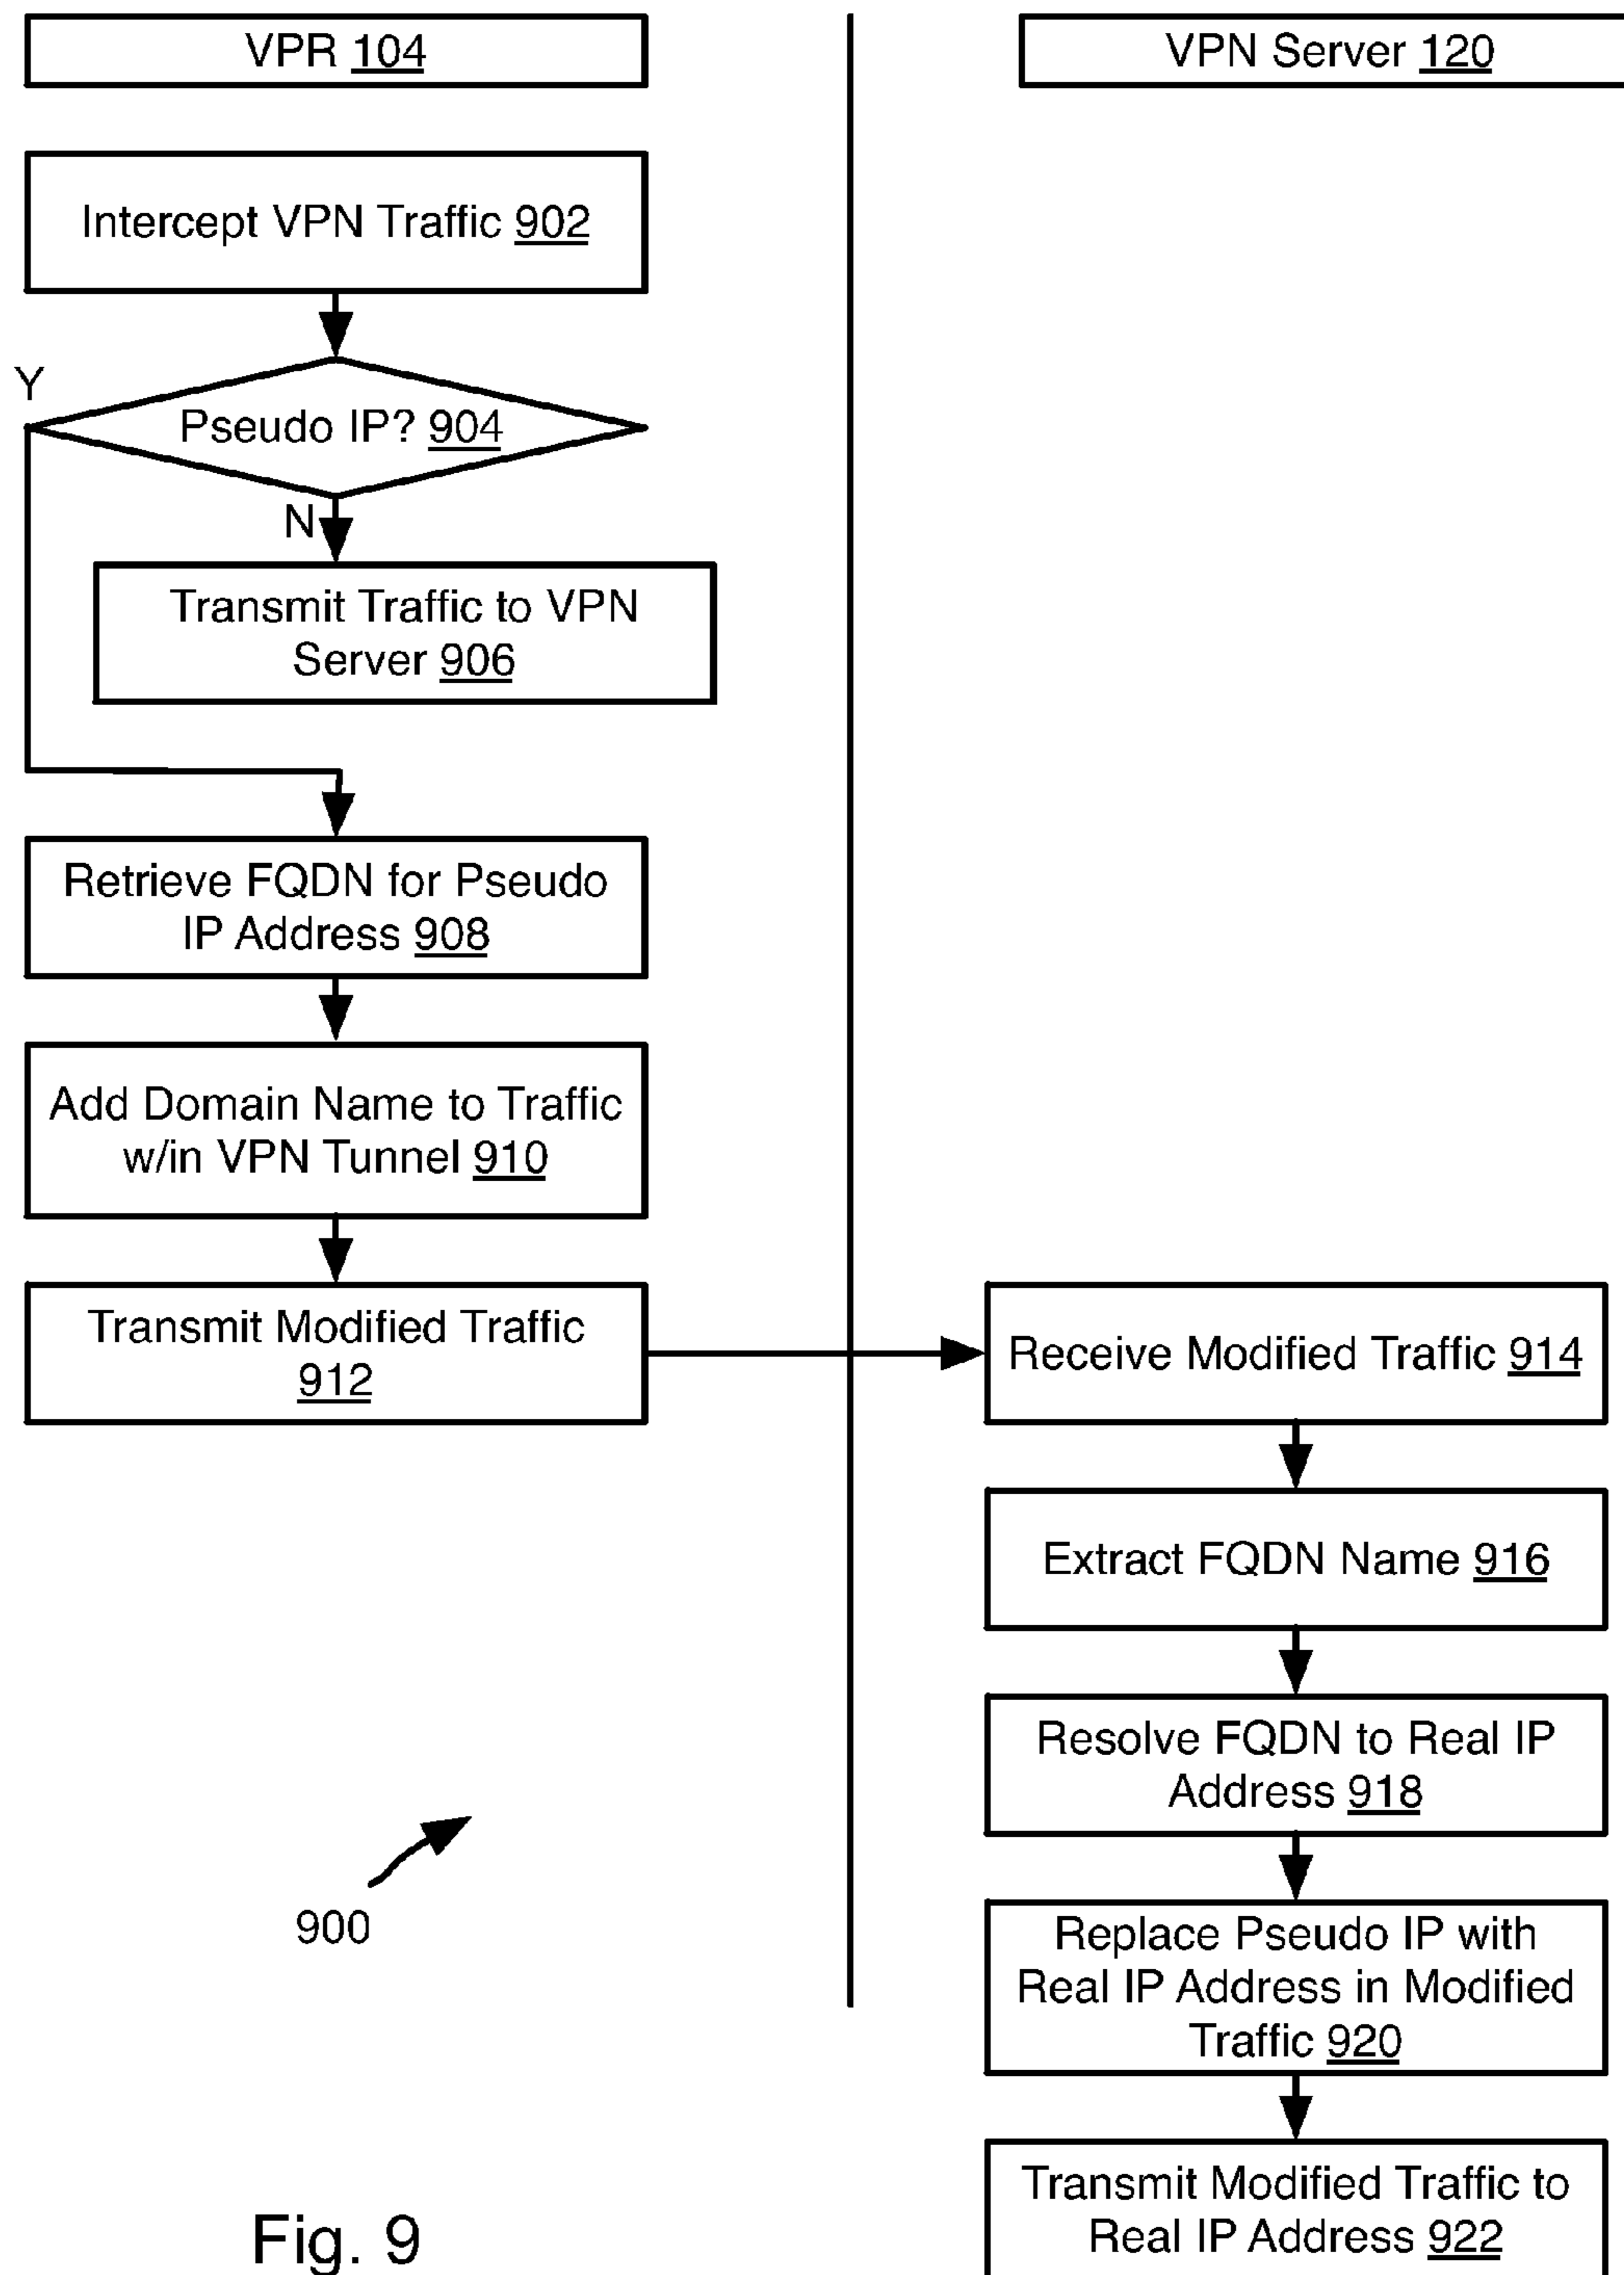 VPR 104
VPN Server 120
Intercept VPN Traffic 902
Y
Pseudo IP? 904
N
Transmit Traffic to VPN
Server 906
Retrieve FQDN for Pseudo
IP Address 908
Add Domain Name to Traffic
w/in VPN Tunnel 910
Transmit Modified Traffic
912
Receive Modified Traffic 914
Extract FQDN Name 916
Resolve FQDN to Real IP
Address 918
Replace Pseudo IP with
Real IP Address in Modified
Traffic 920
Transmit Modified Traffic to
Real IP Address 922
900
Fig. 9